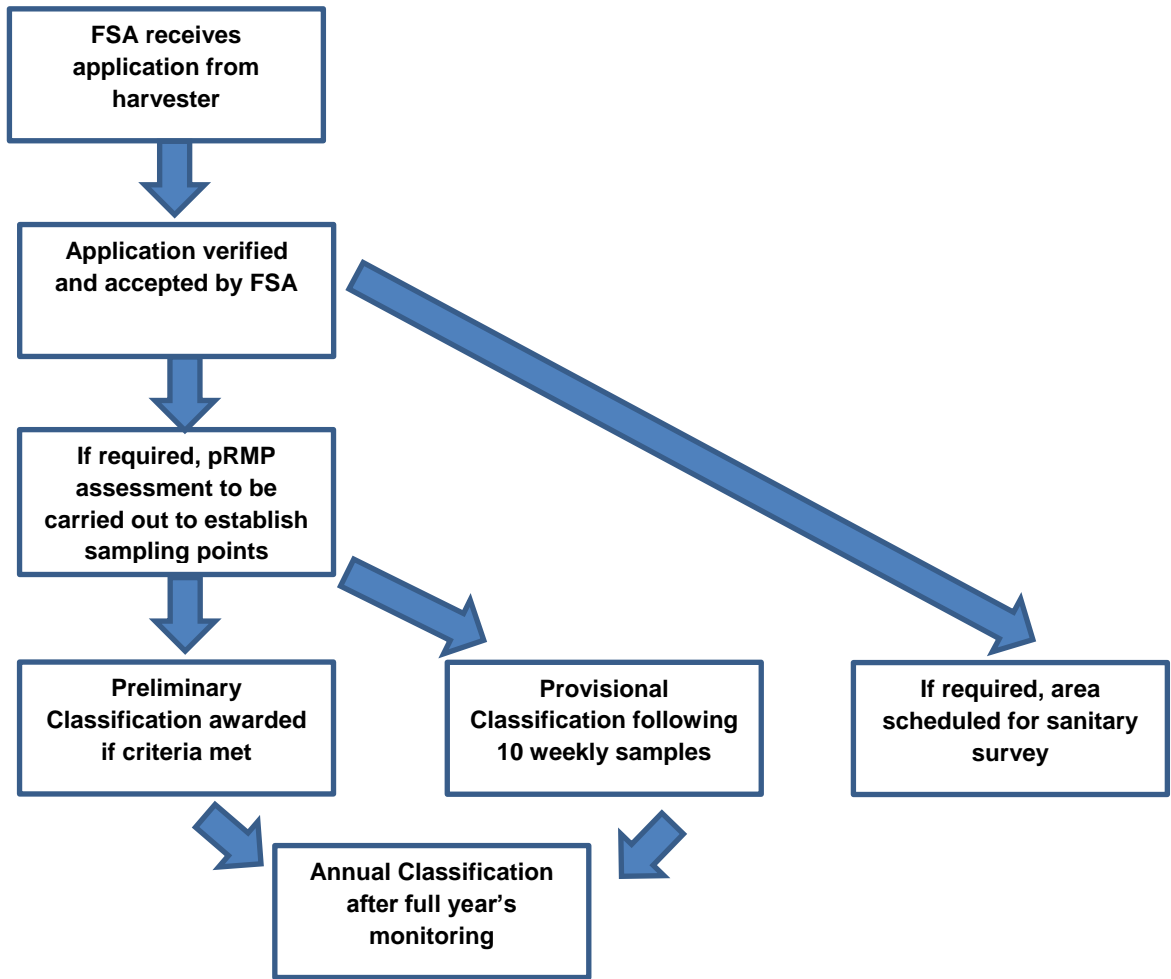 FSA receives
application from
harvester
Application verified
and accepted by FSA
If required, pRMP
assessment to be
carried out to establish
sampling points
Preliminary
Classification awarded
if criteria met
Provisional
Classification following
10 weekly samples
If required, area
scheduled for sanitary
survey
Annual Classification
after full year’s
monitoring